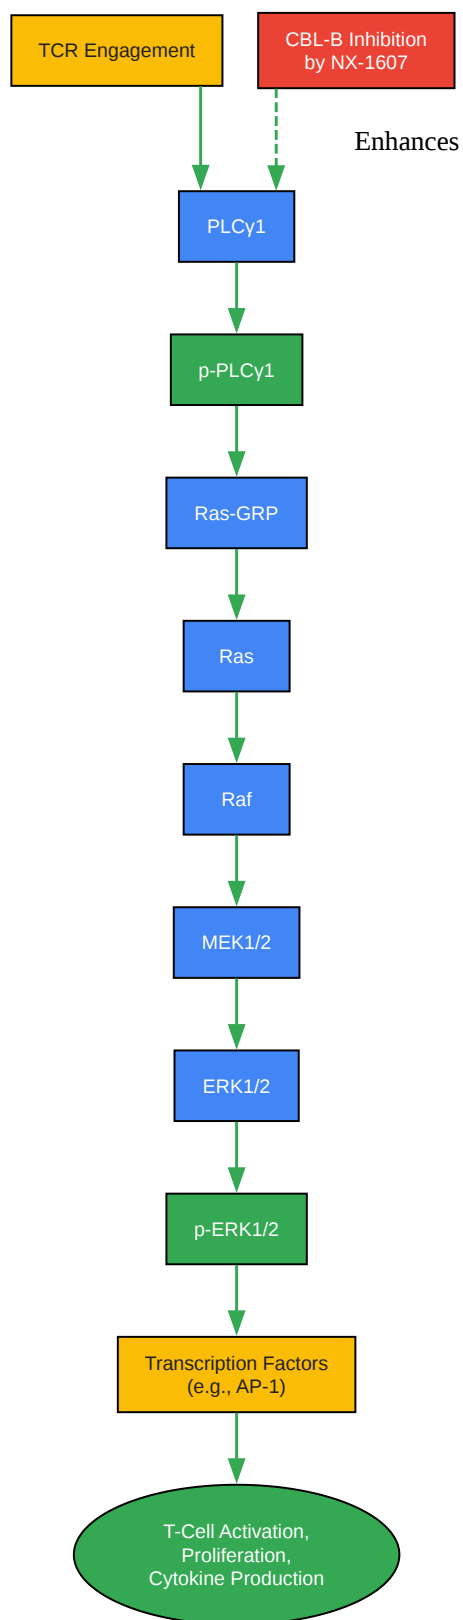 TCR Engagement
CBL-B Inhibition
by NX-1607
Enhances
PLCγ1
p-PLCγ1
Ras-GRP
Ras
Raf
MEK1/2
ERK1/2
p-ERK1/2
Transcription Factors
(e.g., AP-1)
T-Cell Activation,
Proliferation,
Cytokine Production